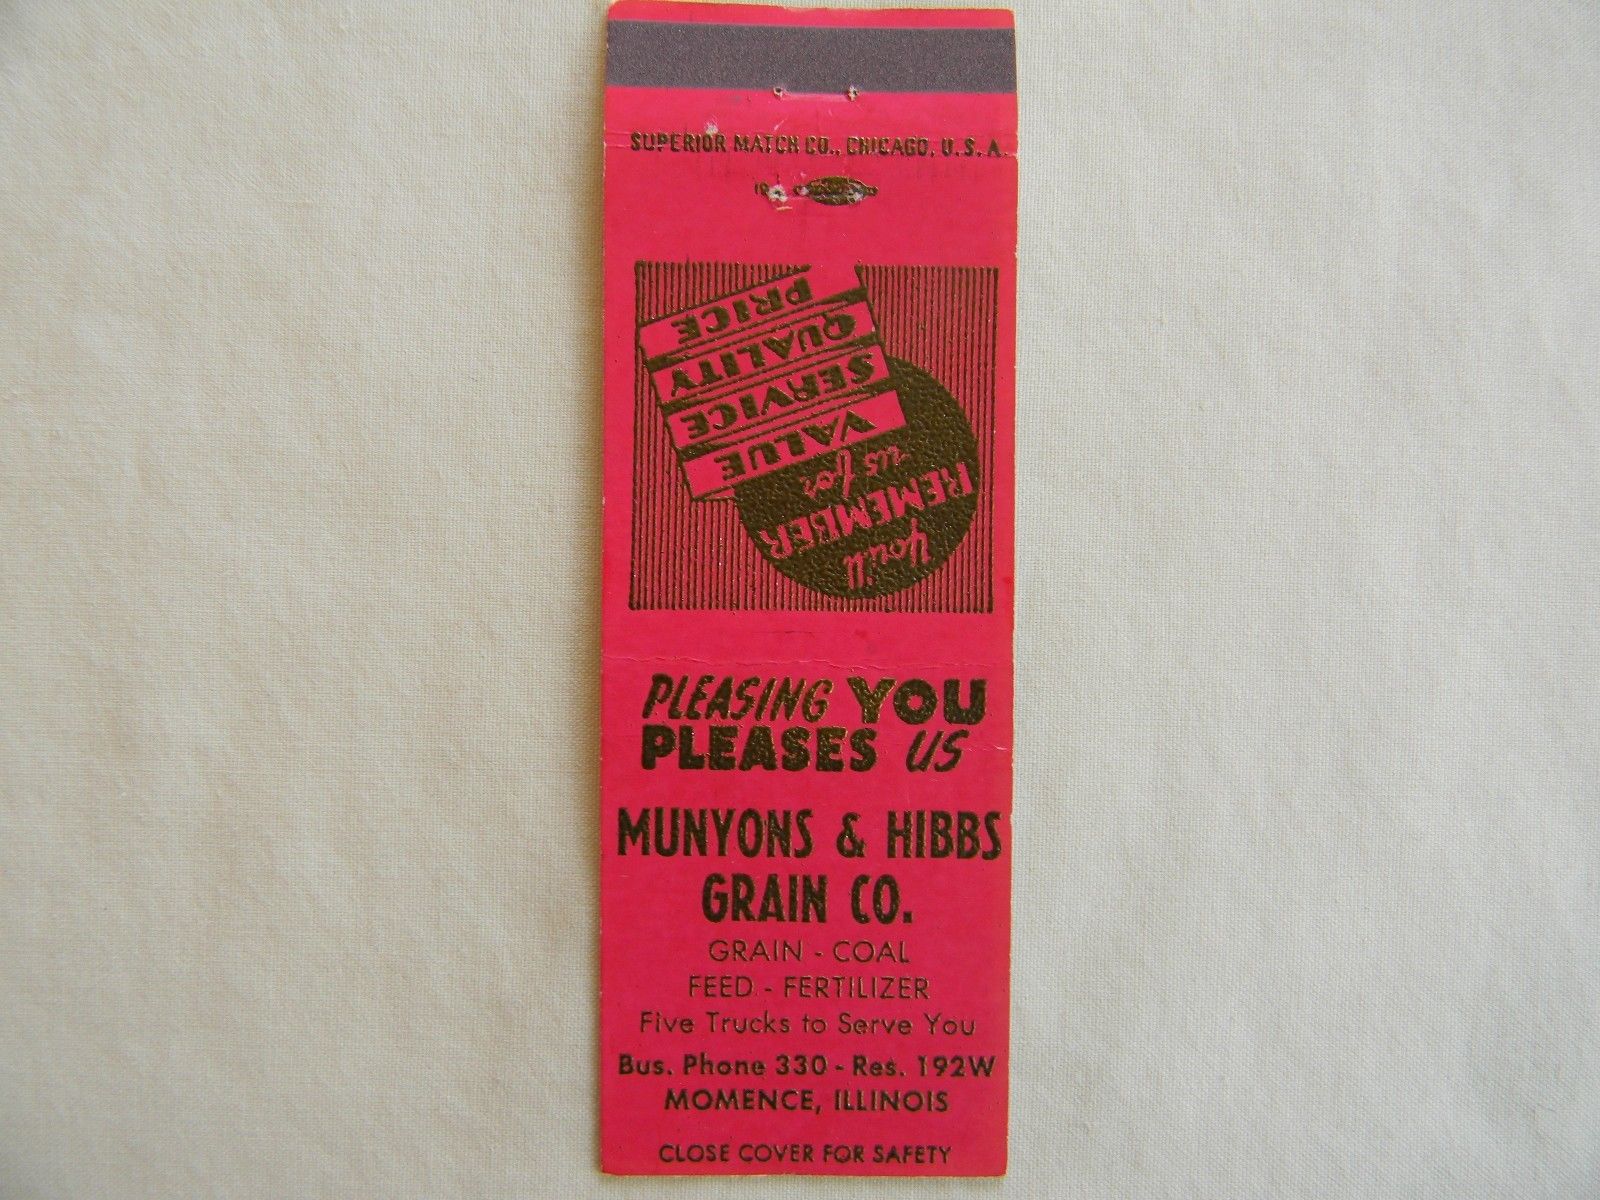 SUPERIOR MATCH CO., CHICAGO, U.S.A.
You'll
REMEMBER
us for
VALUE
SERVICE
QUALITY
PRICE
PLEASING YOU
PLEASES US
MUNYONS & HIBBS
GRAIN CO.
GRAIN - COAL
FEED - FERTILIZER
Five Trucks to Serve You
Bus. Phone 330 - Res. 192W
MOMENCE, ILLINOIS
CLOSE COVER FOR SAFETY